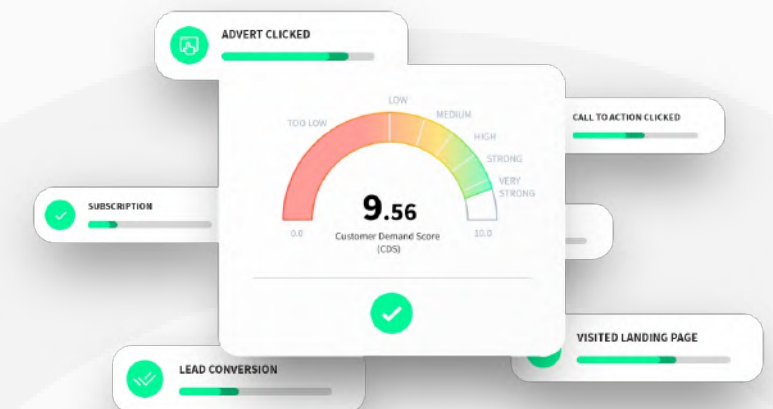 ADVERT CLICKED
LOW
MEDIUM
TOO LOW
HIGH
CALL TO ACTION CLICKED
STRONG
VERY
STRONG
SUBSCRIPTION
9.56
0.0
Customer Demand Score
(CDS)
10.0
VISITED LANDING PAGE
LEAD CONVERSION